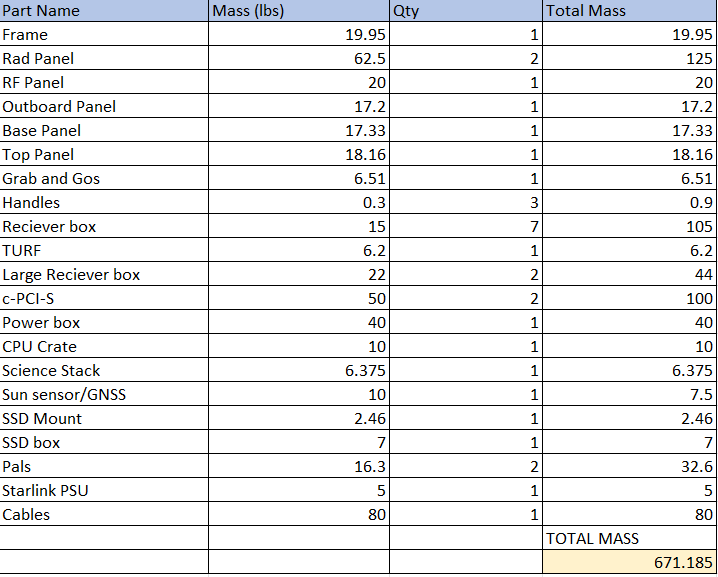 Part Name Mass (lbs) Qty Total Mass
Frame 19.95 1 19.95
Rad Panel 62.5 2 125
RF Panel 20 1 20
Outboard Panel 17.2 1 17.2
Base Panel 17.33 1 17.33
Top Panel 18.16 1 18.16
Grab and Gos 6.51 1 6.51
Handles 0.3 3 0.9
Reciever box 15 7 105
TURF 6.2 1 6.2
Large Reciever box 22 2 44
c-PCI-S 50 2 100
Power box 40 1 40
CPU Crate 10 1 10
Science Stack 6.375 1 6.375
Sun sensor/GNSS 10 1 7.5
SSD Mount 2.46 1 2.46
SSD box 7 1 7
Pals 16.3 2 32.6
Starlink PSU 5 1 5
Cables 80 1 80
TOTAL MASS
671.185